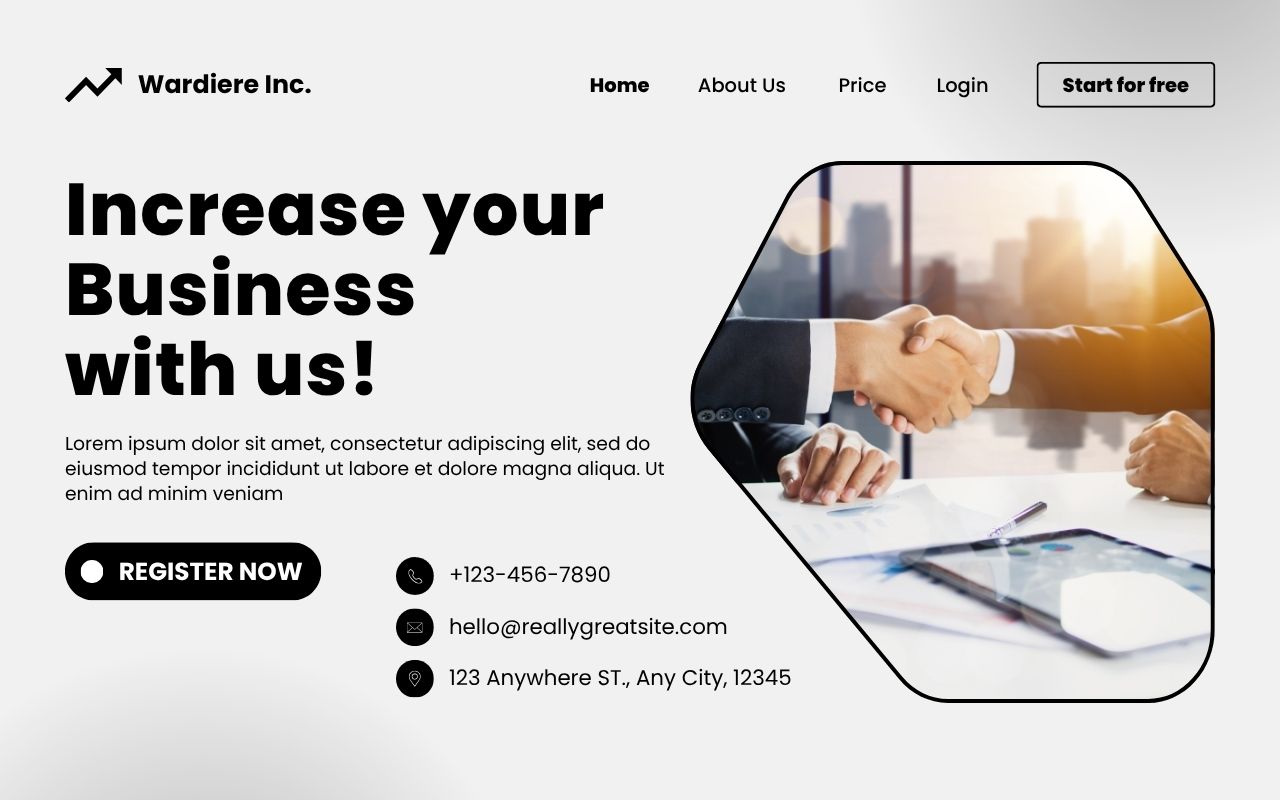 Wardiere Inc.
Home
About Us
Price
Login
Start for free
Increase your
Business
with us!
Lorem ipsum dolor sit amet, consectetur adipiscing elit, sed do
eiusmod tempor incididunt ut labore et dolore magna aliqua. Ut
enim ad minim veniam
REGISTER NOW
+123-456-7890
hello@reallygreatsite.com
123 Anywhere ST., Any City, 12345